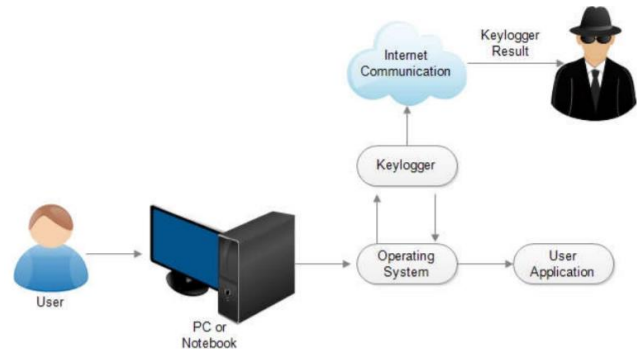 Internet
Communication
Keylogger
Result
Keylogger
User
PC or
Notebook
Operating
System
User
Application